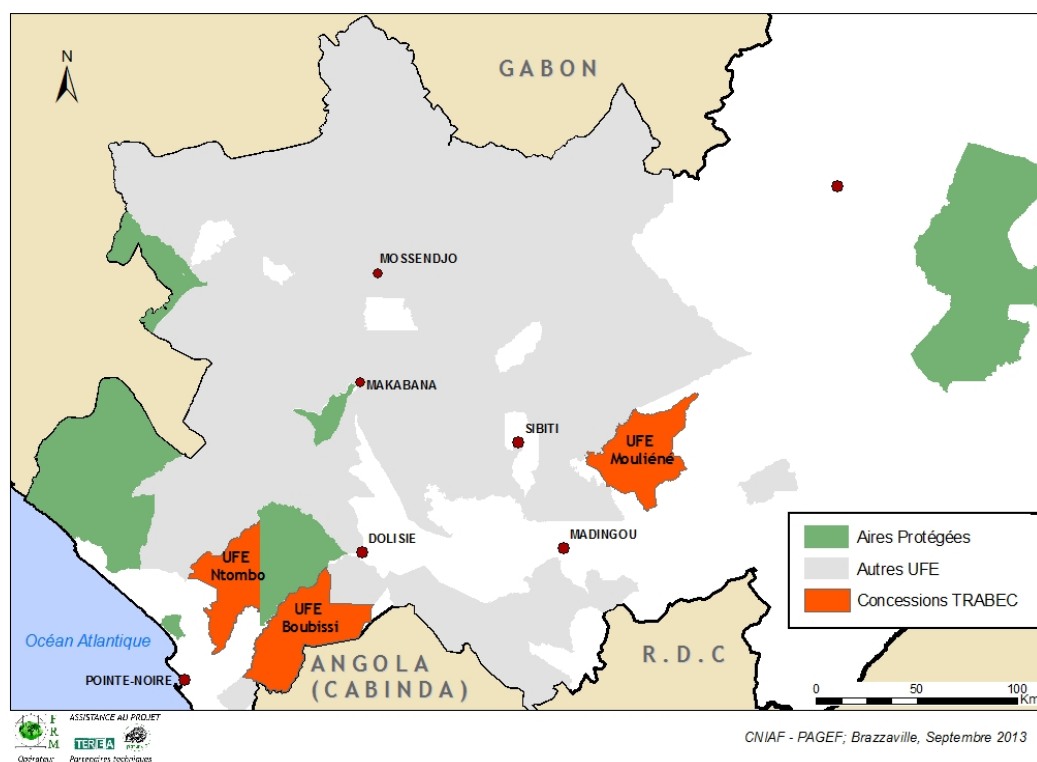 N
GABON
MOSSENDJO
MAKABANA
SIBITI
UFE
Mouliéné
DOLISIE
MADINGOU
UFE
Ntombo
UFE
Boubissi
Océan Atlantique
POINTE-NOIRE
ANGOLA
(CABINDA)
R.D.C
Aires Protégées
Autres UFE
Concessions TRABEC
0 50 100
Km
F
R
M
ASSISTANCE AU PROJET
TEREA
Opérateur
Partenaires techniques
CNIAF - PAGEF; Brazzaville, Septembre 2013